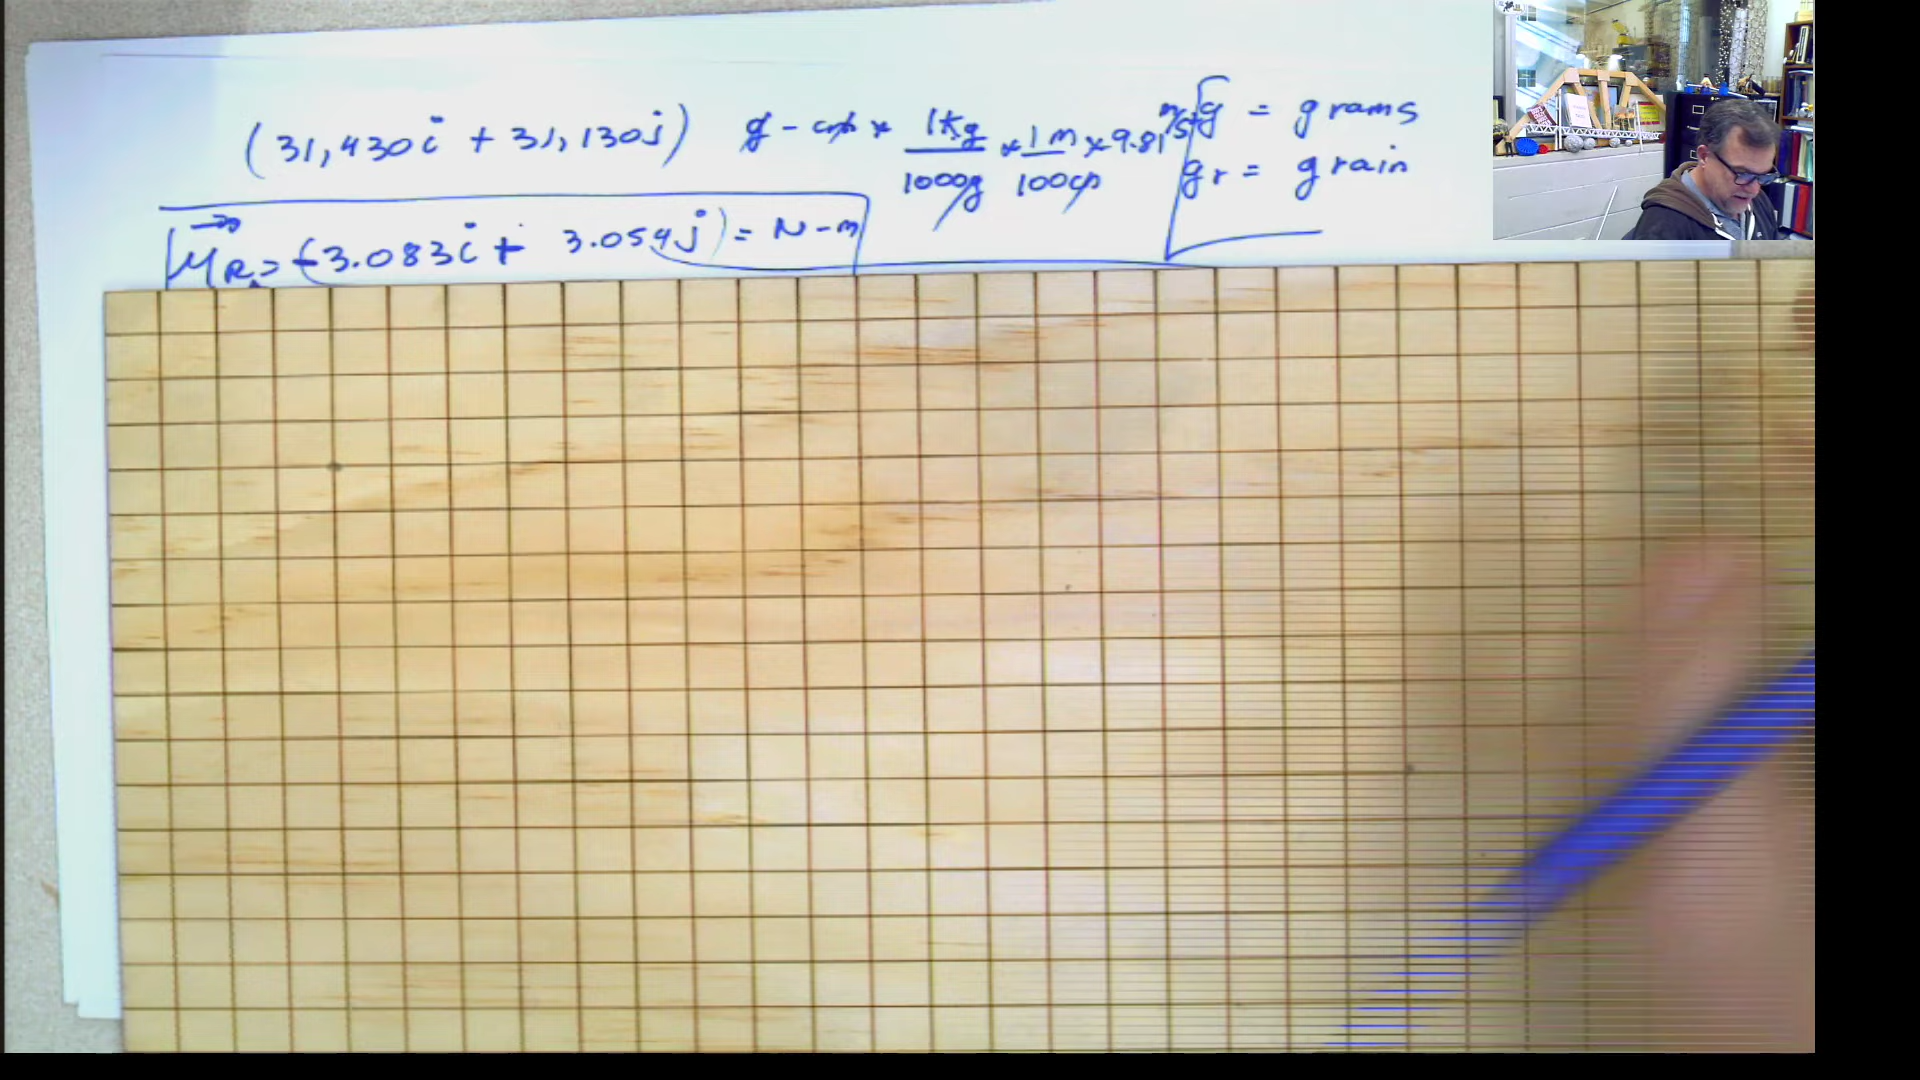 (31,430i + 31,130j) g-cm * 1kg/1000g * 1m/100cm * 9.81 m/s²
g = grams
gr = grain
M_R = (-3.083i + 3.054j) = N-m